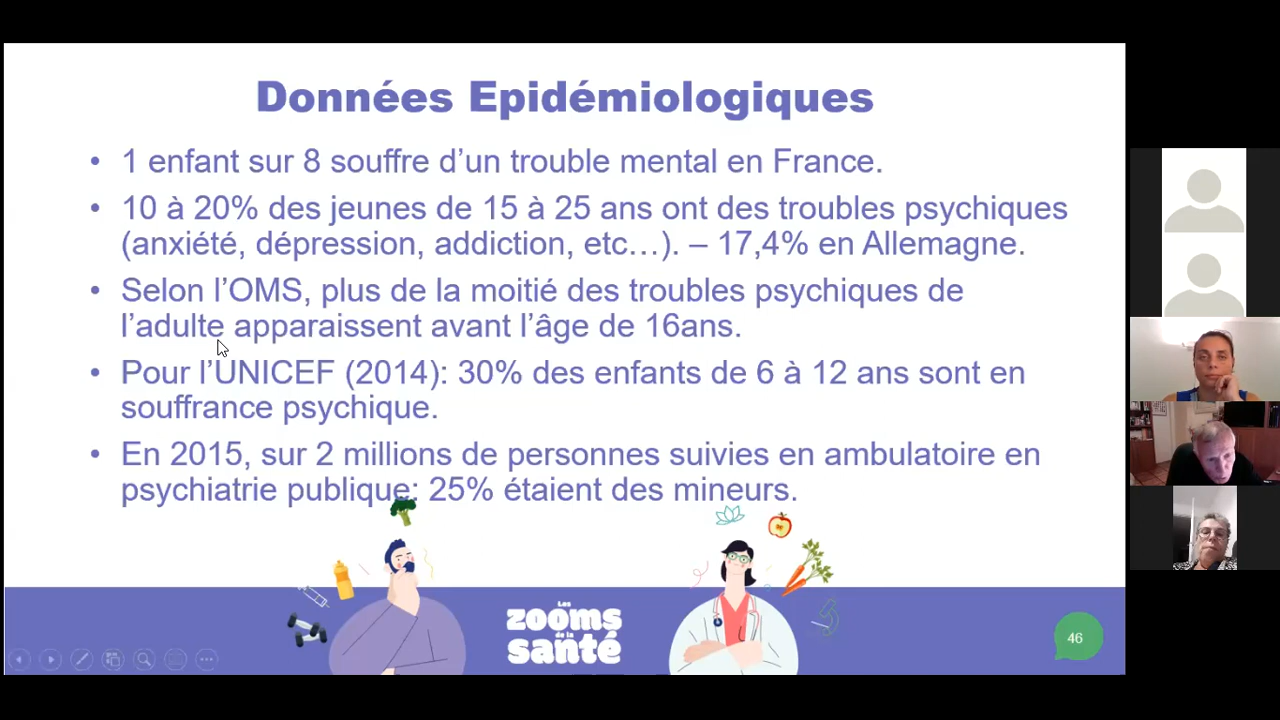 Données Epidémiologiques
• 1 enfant sur 8 souffre d’un trouble mental en France.
• 10 à 20% des jeunes de 15 à 25 ans ont des troubles psychiques
(anxiété, dépression, addiction, etc…). – 17,4% en Allemagne.
• Selon l’OMS, plus de la moitié des troubles psychiques de
l’adulte apparaissent avant l’âge de 16ans.
• Pour l’UNICEF (2014): 30% des enfants de 6 à 12 ans sont en
souffrance psychique.
• En 2015, sur 2 millions de personnes suivies en ambulatoire en
psychiatrie publique: 25% étaient des mineurs.
Les
zooms
de la
santé
46